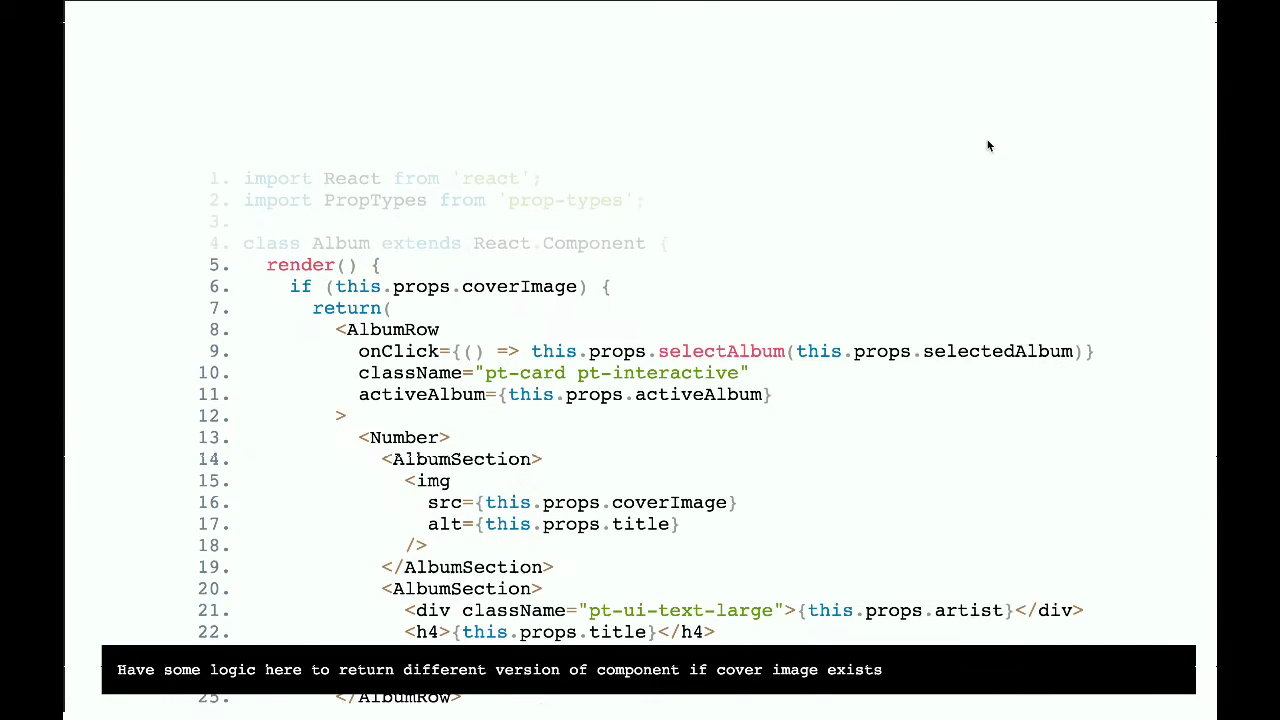 1. import React from 'react';
2. import PropTypes from 'prop-types';
3.
4. class Album extends React.Component {
5. render() {
6. if (this.props.coverImage) {
7. return(
8. <AlbumRow
9. onClick={() => this.props.selectAlbum(this.props.selectedAlbum)}
10. className="pt-card pt-interactive"
11. activeAlbum={this.props.activeAlbum}
12. >
13. <Number>
14. <AlbumSection>
15. <img
16. src={this.props.coverImage}
17. alt={this.props.title}
18. />
19. </AlbumSection>
20. <AlbumSection>
21. <div className="pt-ui-text-large">{this.props.artist}</div>
22. <h4>{this.props.title}</h4>
Have some logic here to return different version of component if cover image exists
25. </AlbumRow>